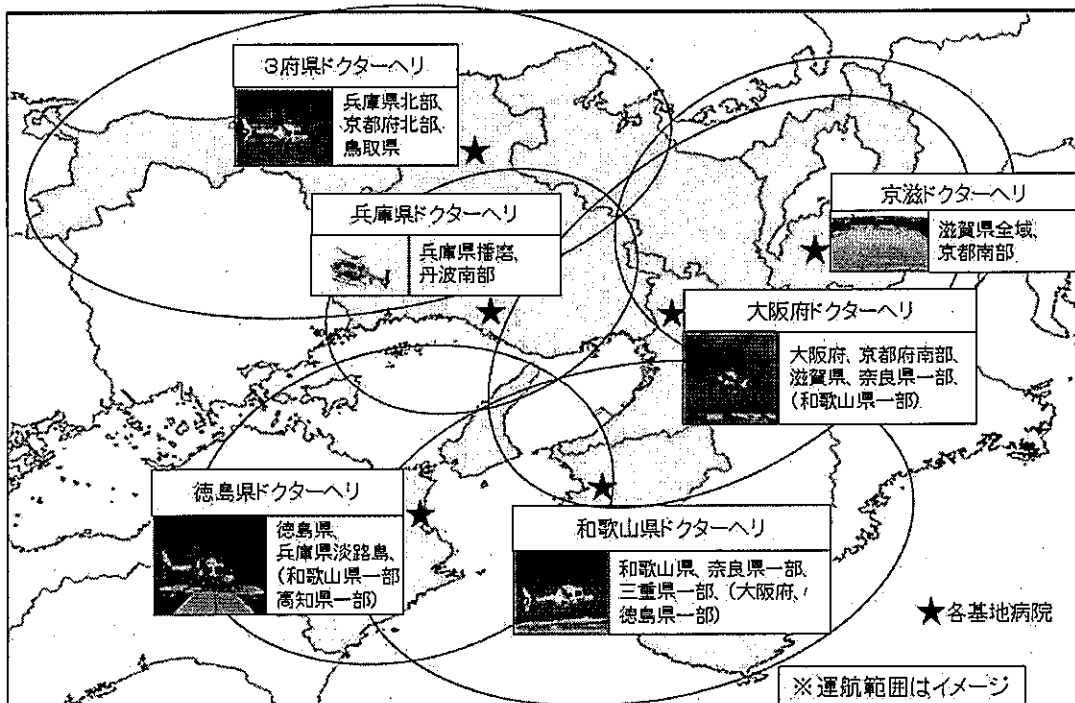 3府県ドクターヘリ
兵庫県北部、
京都府北部、
鳥取県
兵庫県ドクターヘリ
兵庫県播磨、
丹波南部
京滋ドクターヘリ
滋賀県全域、
京都南部
大阪府ドクターヘリ
大阪府、京都府南部、
滋賀県、奈良県一部、
(和歌山県一部)
徳島県ドクターヘリ
徳島県、
兵庫県淡路島、
(和歌山県一部
高知県一部)
和歌山県ドクターヘリ
和歌山県、奈良県一部、
三重県一部、(大阪府、
徳島県一部)
★各基地病院
※運航範囲はイメージ